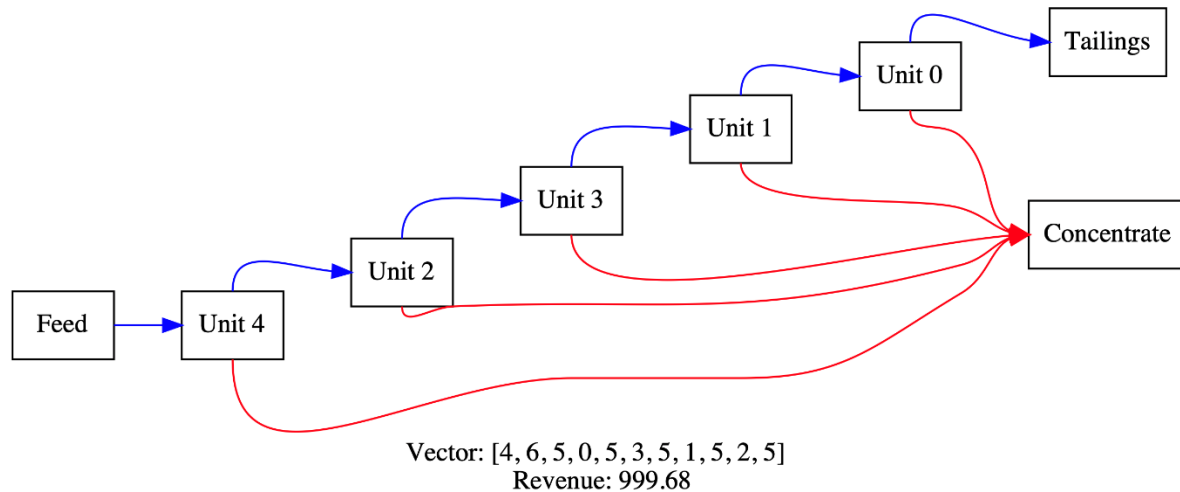 Tailings
Unit 0
Unit 1
Unit 3
Concentrate
Unit 2
Feed
Unit 4
Vector: [4, 6, 5, 0, 5, 3, 5, 1, 5, 2, 5]
Revenue: 999.68